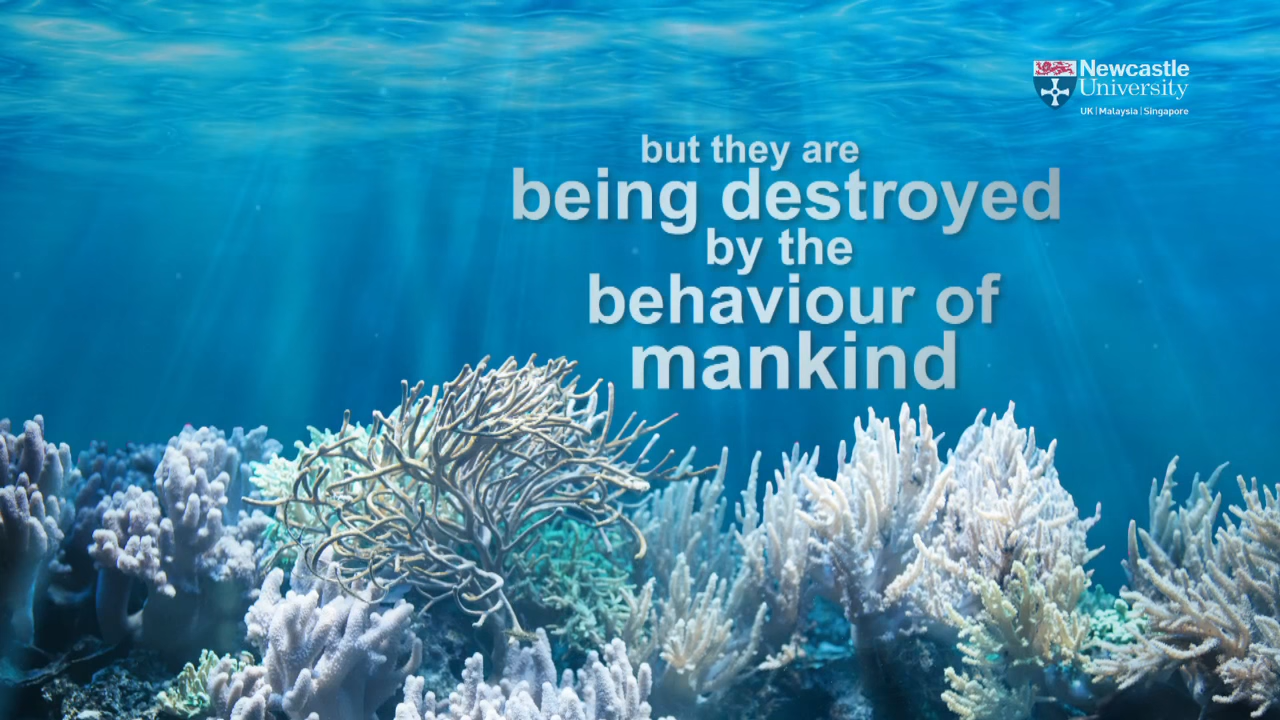 Newcastle
University
UK | Malaysia | Singapore
but they are
being destroyed
by the
behaviour of
mankind